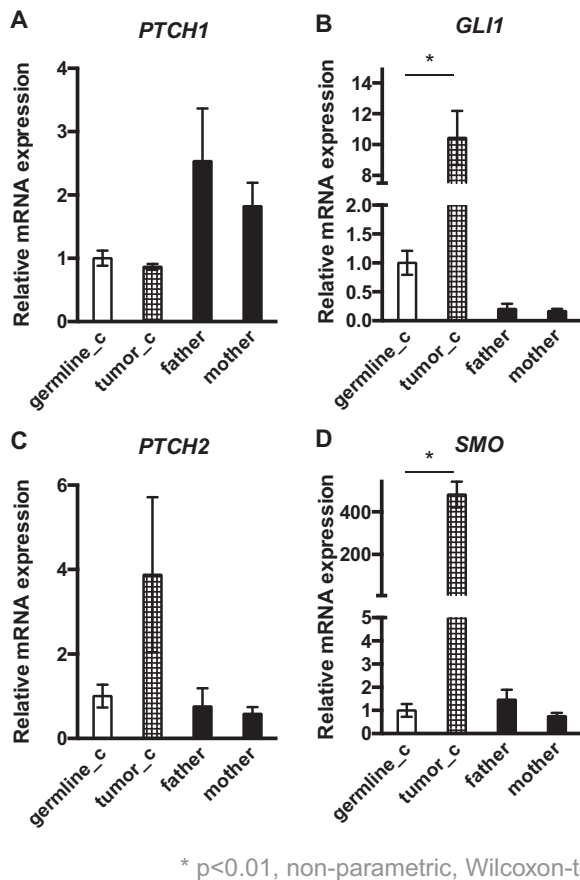 A
PTCH1
Relative mRNA expression
4
3
2
1
0
germline_c
tumor_c
father
mother
B
GLI1
*
Relative mRNA expression
14
12
10
8
6
2.0
1.5
1.0
0.5
0.0
germline_c
tumor_c
father
mother
C
PTCH2
Relative mRNA expression
6
4
2
0
germline_c
tumor_c
father
mother
D
SMO
*
Relative mRNA expression
400
200
5
4
3
2
1
0
germline_c
tumor_c
father
mother
* p<0.01, non-parametric, Wilcoxon-t